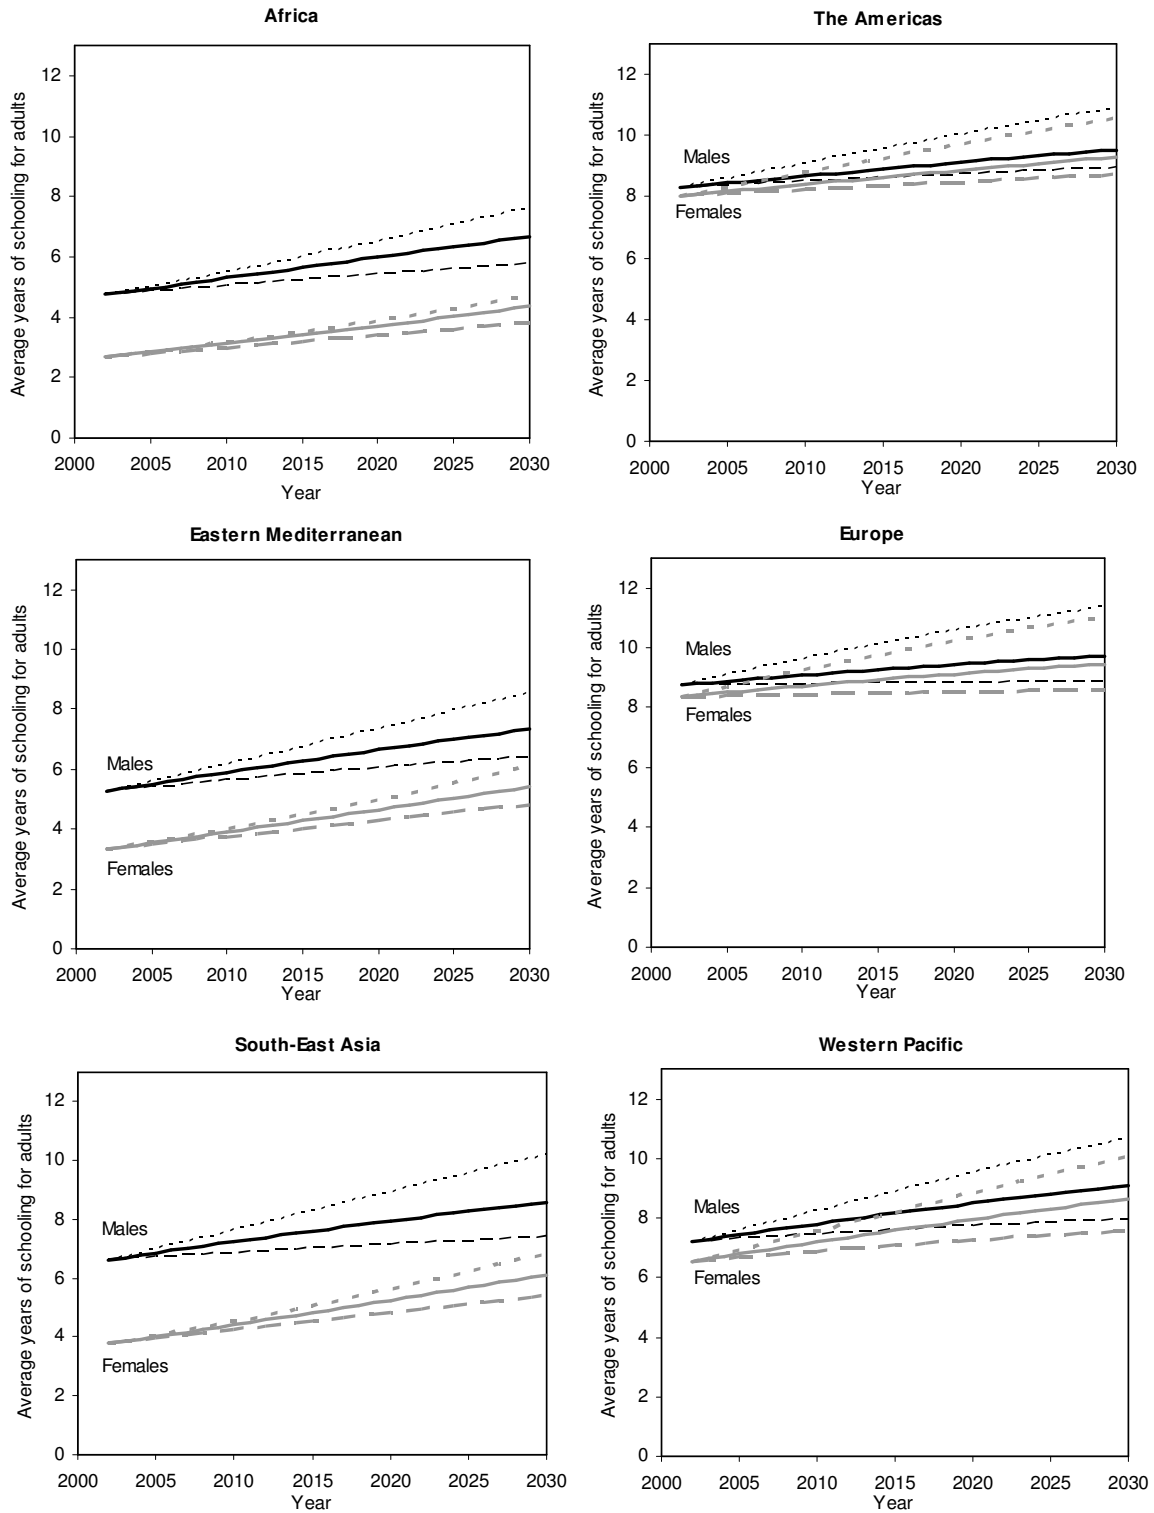 Africa
Average years of schooling for adults
12
10
8
6
4
2
0
2000 2005 2010 2015 2020 2025 2030
Year
The Americas
Average years of schooling for adults
12
10
8
6
4
2
0
Males
Females
2000 2005 2010 2015 2020 2025 2030
Year
Eastern Mediterranean
Average years of schooling for adults
12
10
8
6
4
2
0
Males
Females
2000 2005 2010 2015 2020 2025 2030
Year
Europe
Average years of schooling for adults
12
10
8
6
4
2
0
Males
Females
2000 2005 2010 2015 2020 2025 2030
Year
South-East Asia
Average years of schooling for adults
12
10
8
6
4
2
0
Males
Females
2000 2005 2010 2015 2020 2025 2030
Year
Western Pacific
Average years of schooling for adults
12
10
8
6
4
2
0
Males
Females
2000 2005 2010 2015 2020 2025 2030
Year